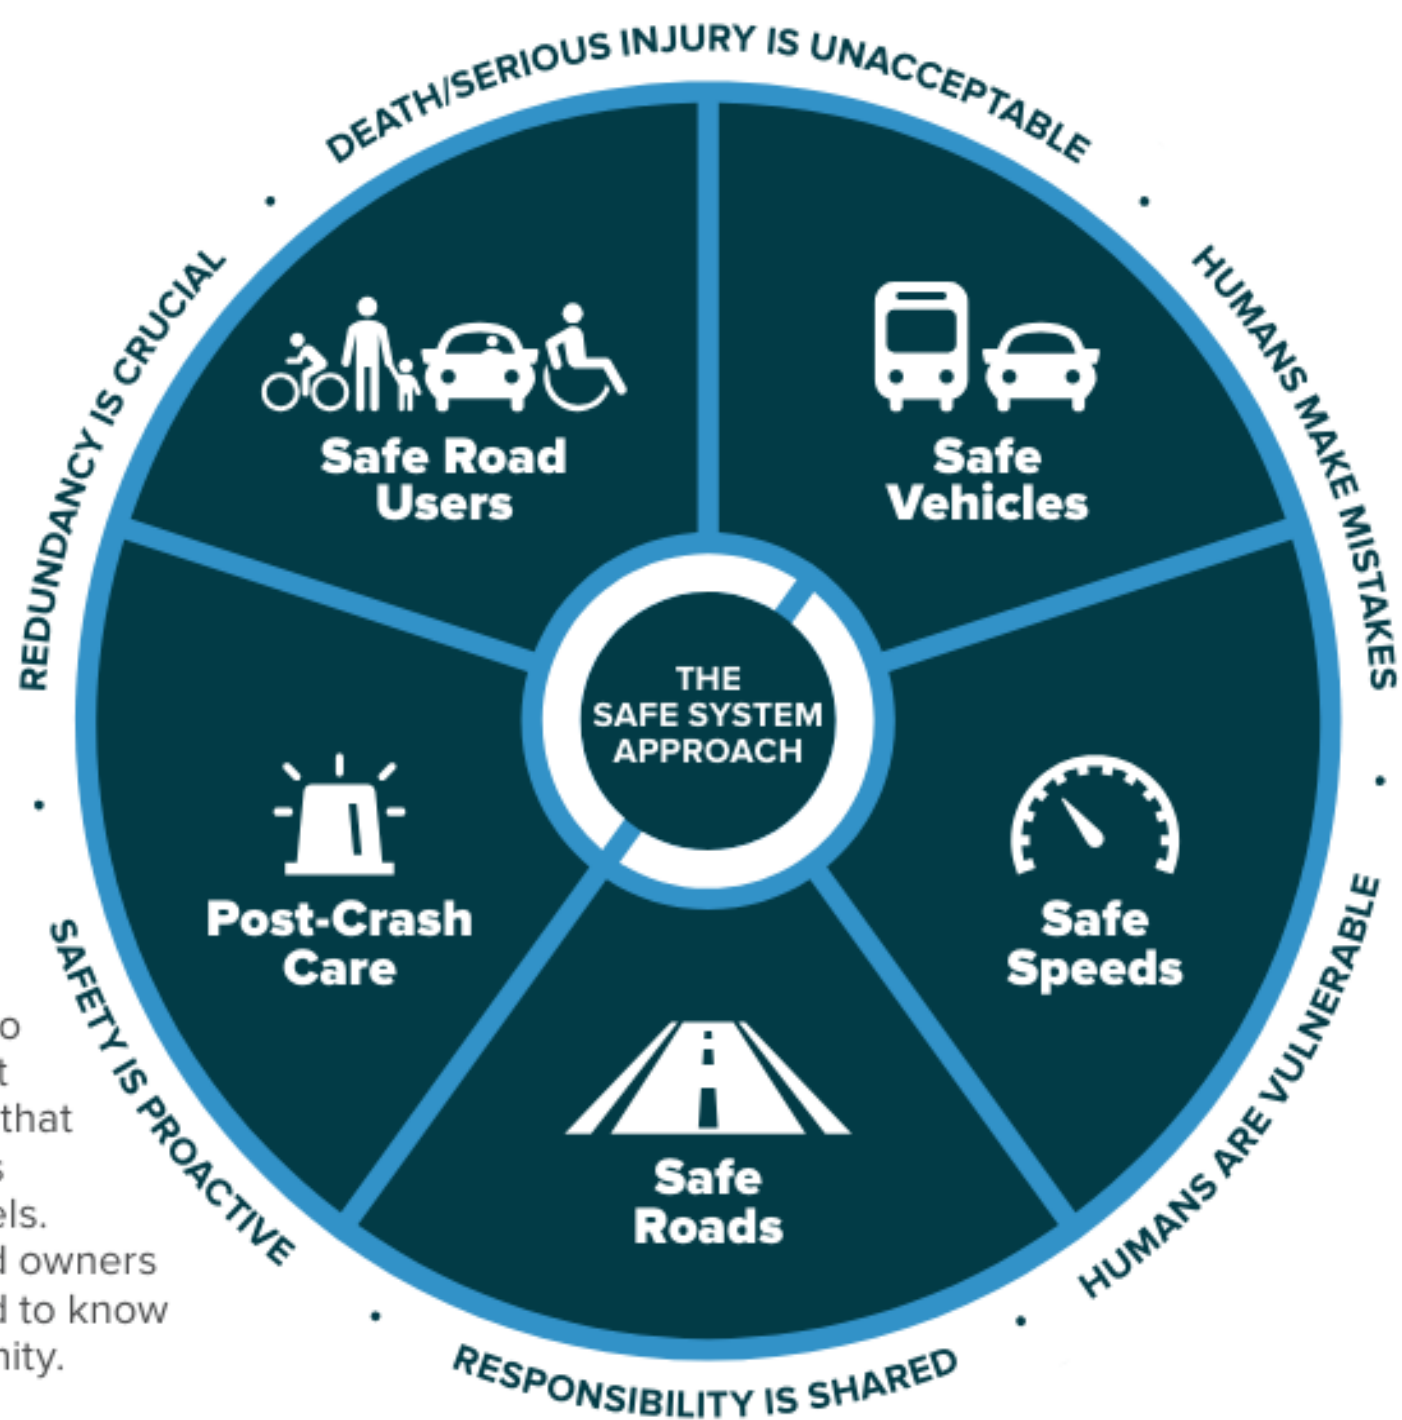 DEATH/SERIOUS INJURY IS UNACCEPTABLE
HUMANS MAKE MISTAKES
HUMANS ARE VULNERABLE
RESPONSIBILITY IS SHARED
SAFETY IS PROACTIVE
REDUNDANCY IS CRUCIAL
Safe Road
Users
Safe
Vehicles
THE
SAFE SYSTEM
APPROACH
Post-Crash
Care
Safe
Speeds
Safe
Roads
that
owners
to know